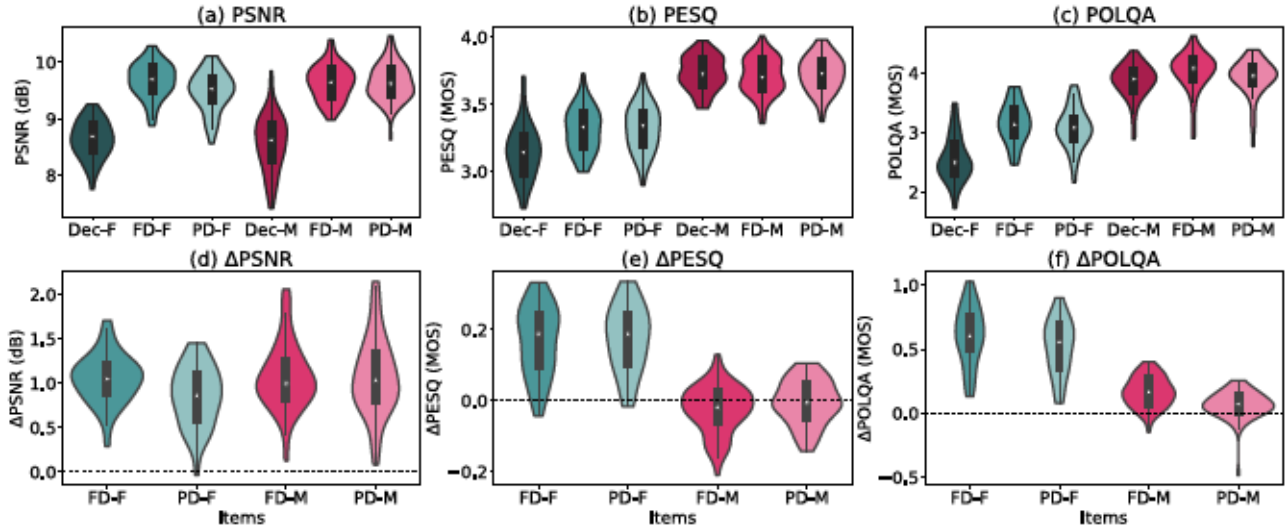 (a) PSNR
(b) PESQ
(c) POLQA
PSNR (dB)
10
9
8
PESQ (MOS)
4.0
3.5
3.0
POLQA (MOS)
4
3
2
Dec-F FD-F PD-F Dec-M FD-M PD-M
Dec-F FD-F PD-F Dec-M FD-M PD-M
Dec-F FD-F PD-F Dec-M FD-M PD-M
(d) ΔPSNR
(e) ΔPESQ
(f) ΔPOLQA
ΔPSNR (dB)
2.0
1.5
1.0
0.5
0.0
ΔPESQ (MOS)
0.2
0.0
−0.2
ΔPOLQA (MOS)
1.0
0.5
0.0
−0.5
FD-F PD-F FD-M PD-M
FD-F PD-F FD-M PD-M
FD-F PD-F FD-M PD-M
Items
Items
Items